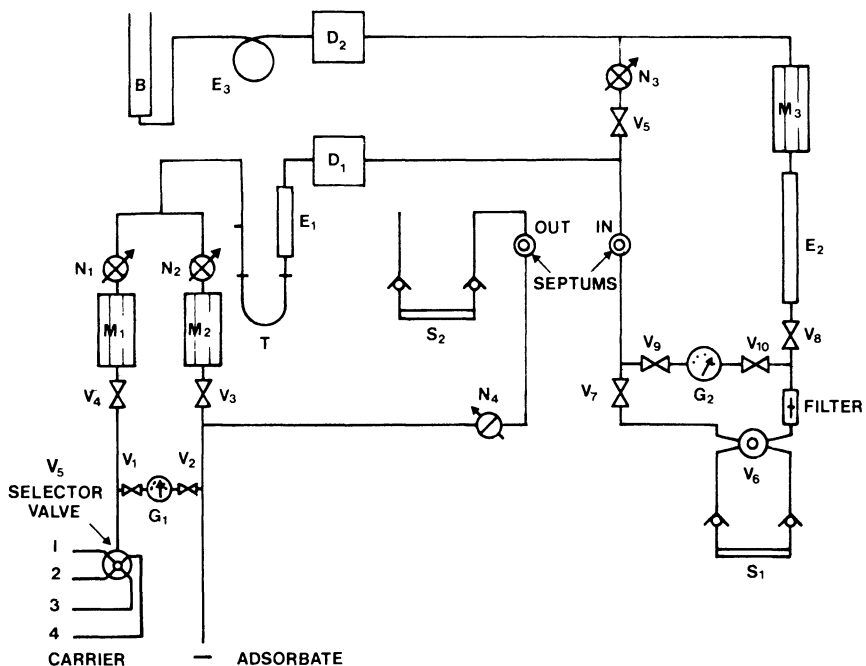 B
E₃
D₂
N₃
V₅
M₃
D₁
E₁
OUT
IN
SEPTUMS
E₂
N₁
N₂
M₁
M₂
T
S₂
V₈
V₉
V₁₀
G₂
V₄
V₃
N₄
V₇
FILTER
V₆
V₅
V₁
V₂
SELECTOR
VALVE
G₁
1
2
3
4
S₁
CARRIER
— ADSORBATE